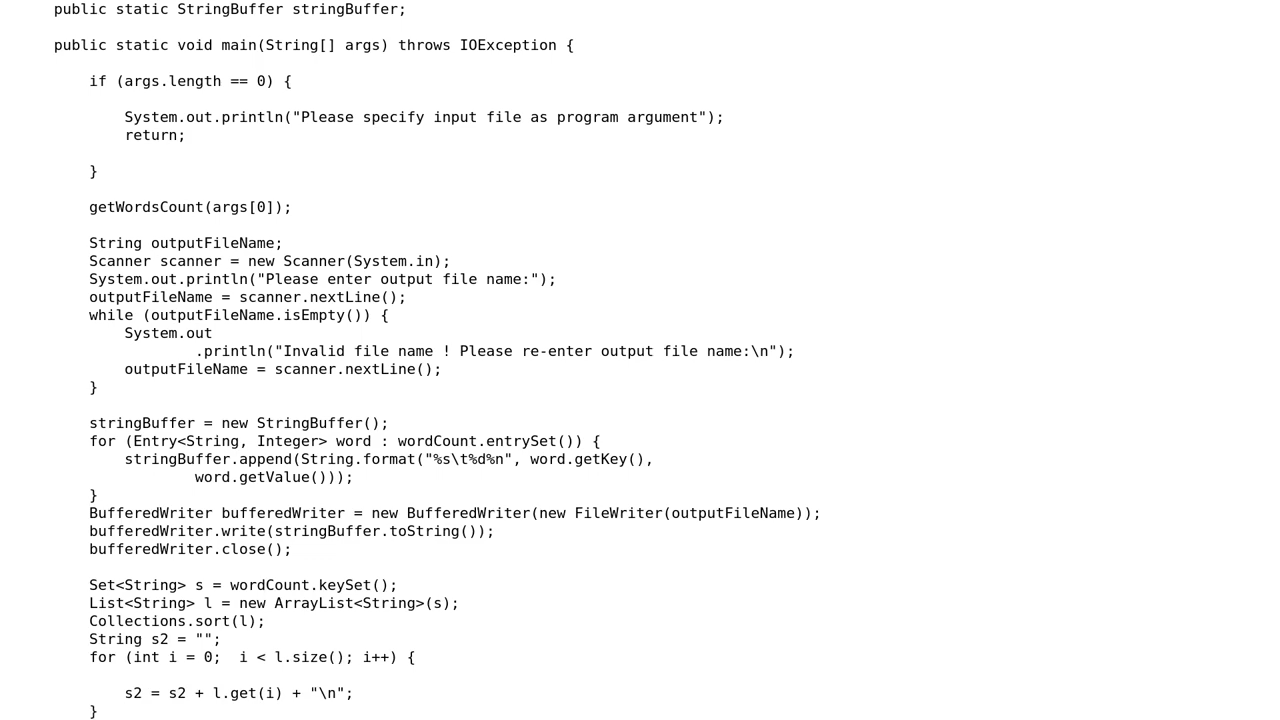 public static StringBuffer stringBuffer;
public static void main(String[] args) throws IOException {
if (args.length == 0) {
System.out.println("Please specify input file as program argument");
return;
}
getWordsCount(args[0]);
String outputFileName;
Scanner scanner = new Scanner(System.in);
System.out.println("Please enter output file name:");
outputFileName = scanner.nextLine();
while (outputFileName.isEmpty()) {
System.out
.println("Invalid file name ! Please re-enter output file name:\n");
outputFileName = scanner.nextLine();
}
stringBuffer = new StringBuffer();
for (Entry<String, Integer> word : wordCount.entrySet()) {
stringBuffer.append(String.format("%s\t%d%n", word.getKey(),
word.getValue()));
}
BufferedWriter bufferedWriter = new BufferedWriter(new FileWriter(outputFileName));
bufferedWriter.write(stringBuffer.toString());
bufferedWriter.close();
Set<String> s = wordCount.keySet();
List<String> l = new ArrayList<String>(s);
Collections.sort(l);
String s2 = "";
for (int i = 0;  i < l.size(); i++) {
s2 = s2 + l.get(i) + "\n";
}